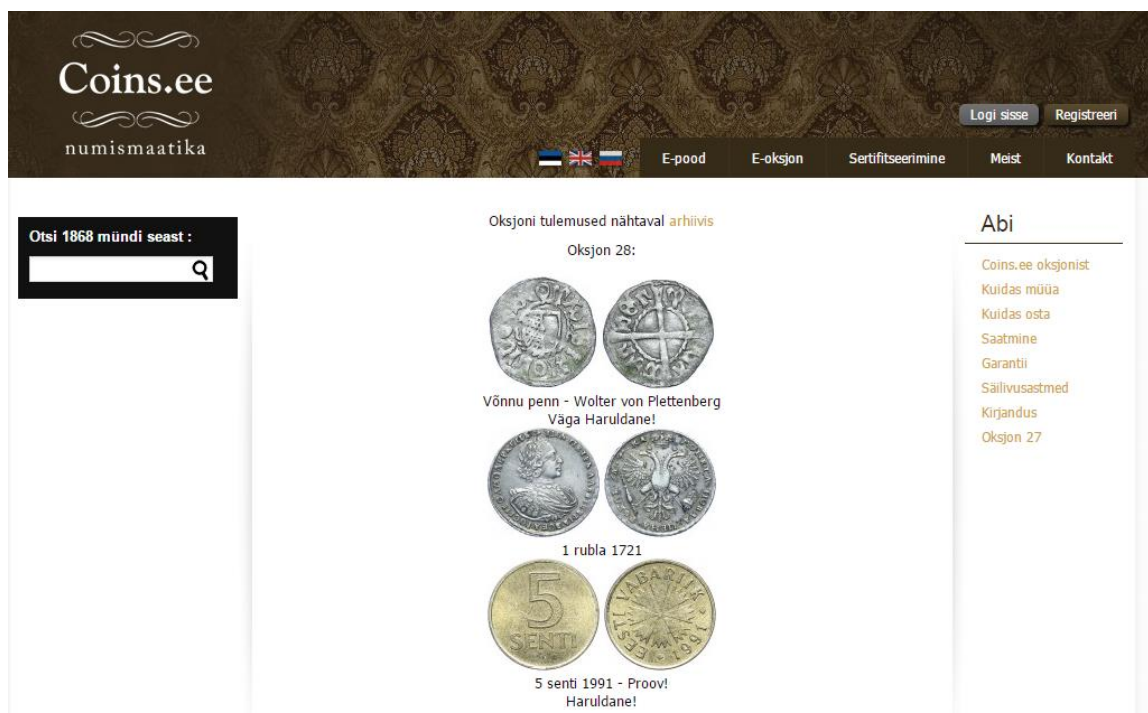 Coins.ee
numismaatika
Logi sisse
Registreeri
E-pood
E-oksjon
Sertifitseerimine
Meist
Kontakt
Otsi 1868 mündi seast :
Oksjoni tulemused nähtaval arhiivis
Oksjon 28:
Võnnu penn - Wolter von Plettenberg
Väga Haruldane!
1 rubla 1721
5
SENTI
EESTI VABARIIK
1991
5 senti 1991 - Proov!
Haruldane!
Abi
Coins.ee oksjonist
Kuidas müüa
Kuidas osta
Saatmine
Garantii
Säilivusastmed
Kirjandus
Oksjon 27